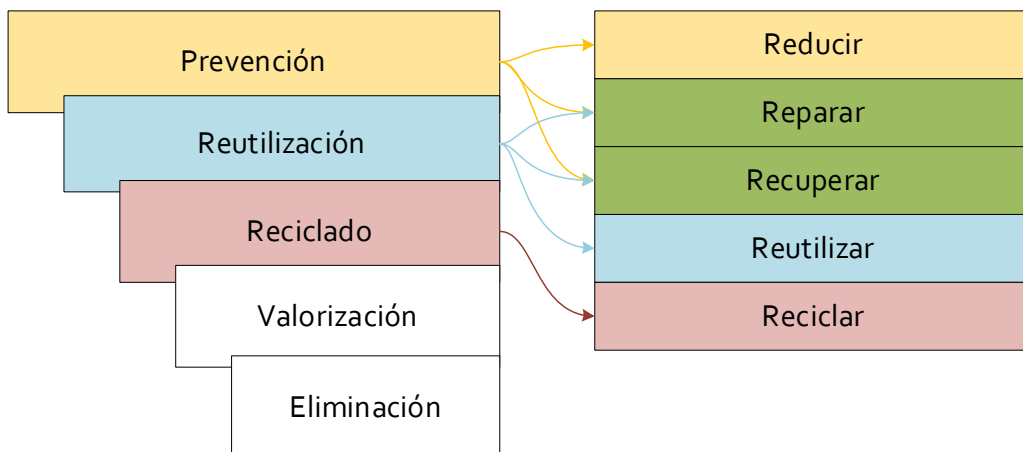 Prevención
Reutilización
Reciclado
Valorización
Eliminación
Reducir
Reparar
Recuperar
Reutilizar
Reciclar